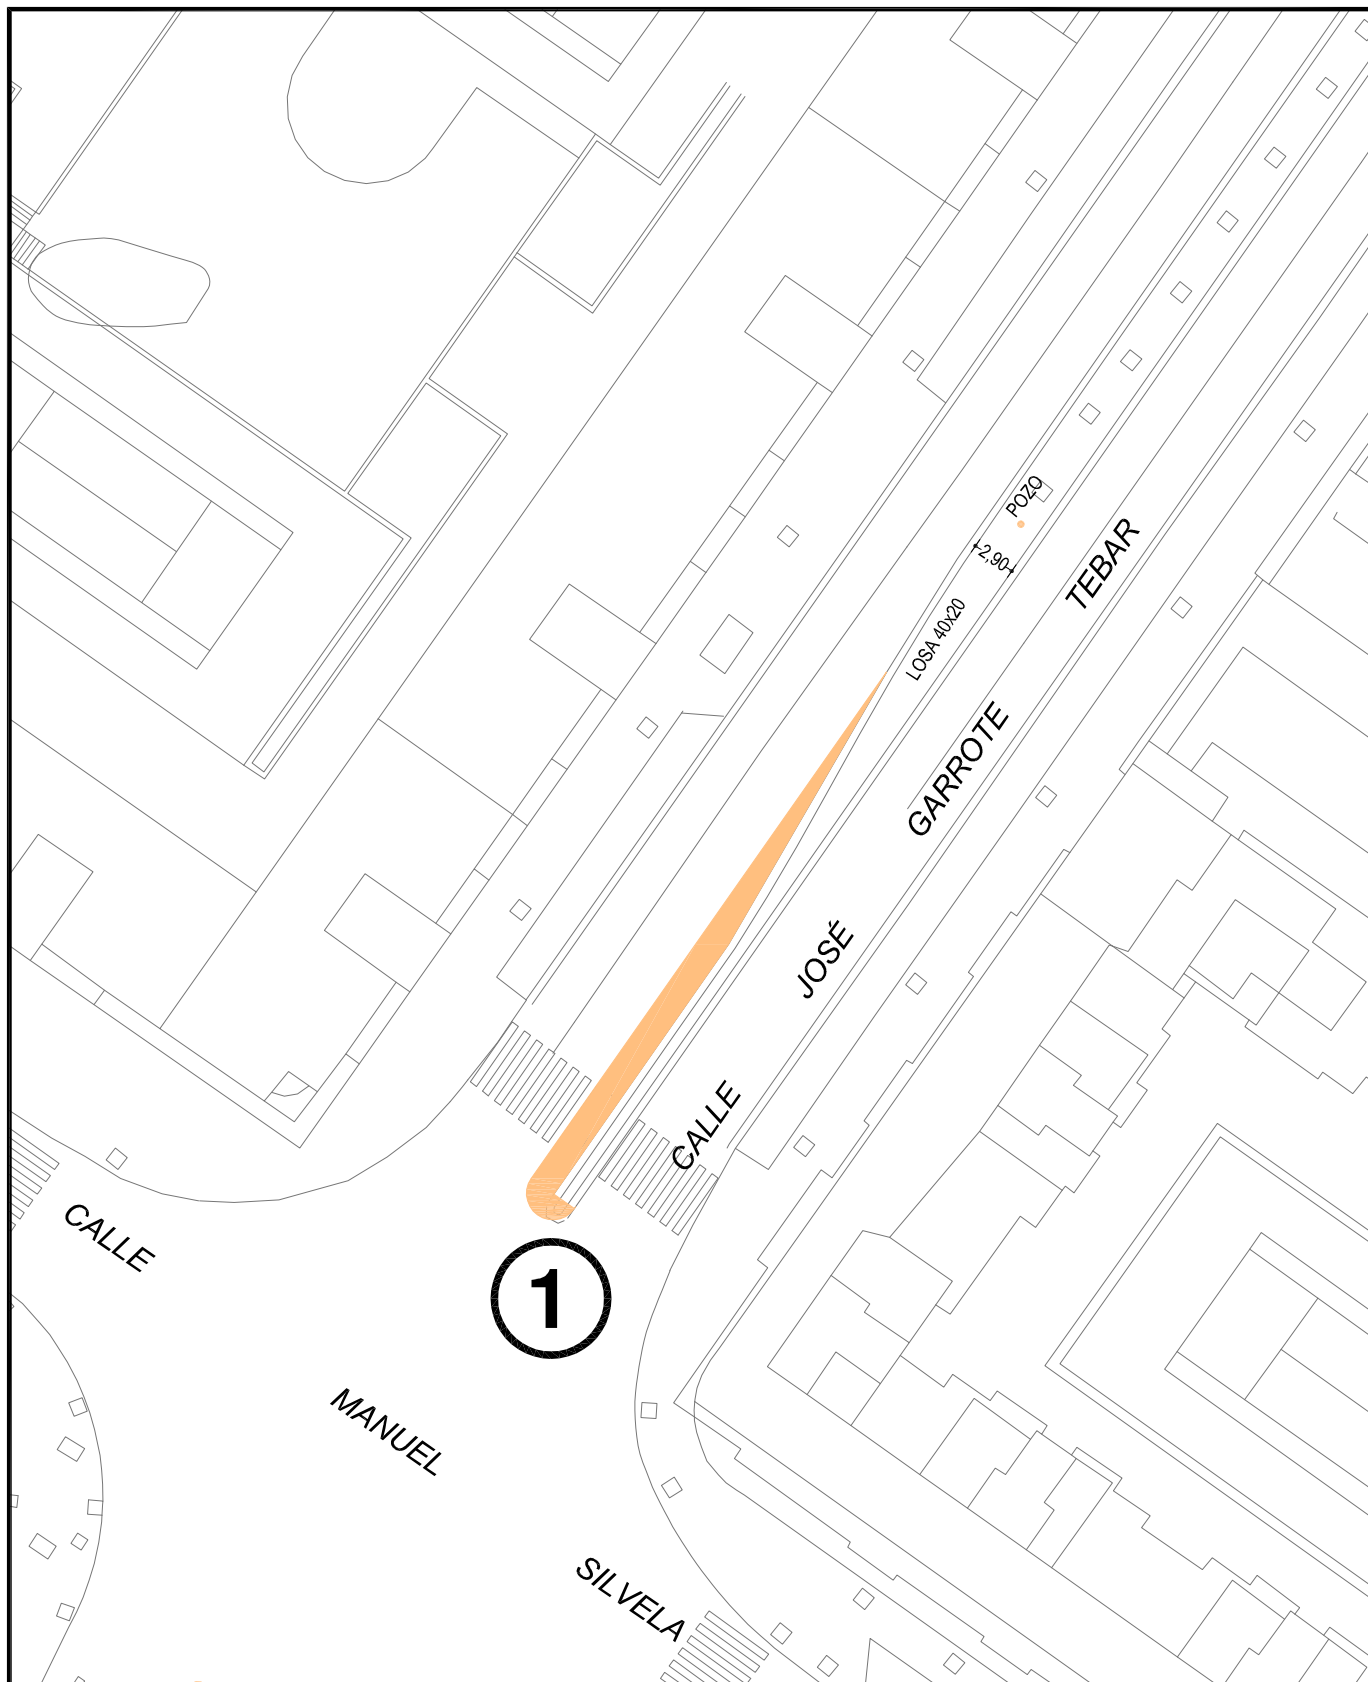 POZO
2,90
LOSA 40x20
CALLE JOSÉ GARROTE TEBAR
1
CALLE MANUEL SILVELA